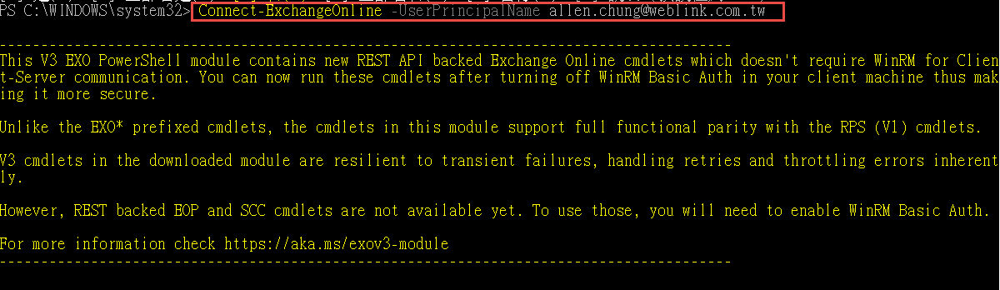 PS C:\WINDOWS\system32> Connect-ExchangeOnline -UserPrincipalName allen.chung@weblink.com.tw
----------------------------------------------------------------------------------------
This V3 EXO PowerShell module contains new REST API backed Exchange Online cmdlets which doesn't require WinRM for Clien
t-Server communication. You can now run these cmdlets after turning off WinRM Basic Auth in your client machine thus mak
ing it more secure.
Unlike the EXO* prefixed cmdlets, the cmdlets in this module support full functional parity with the RPS (V1) cmdlets.
V3 cmdlets in the downloaded module are resilient to transient failures, handling retries and throttling errors inherent
ly.
However, REST backed EOP and SCC cmdlets are not available yet. To use those, you will need to enable WinRM Basic Auth.
For more information check https://aka.ms/exov3-module
----------------------------------------------------------------------------------------